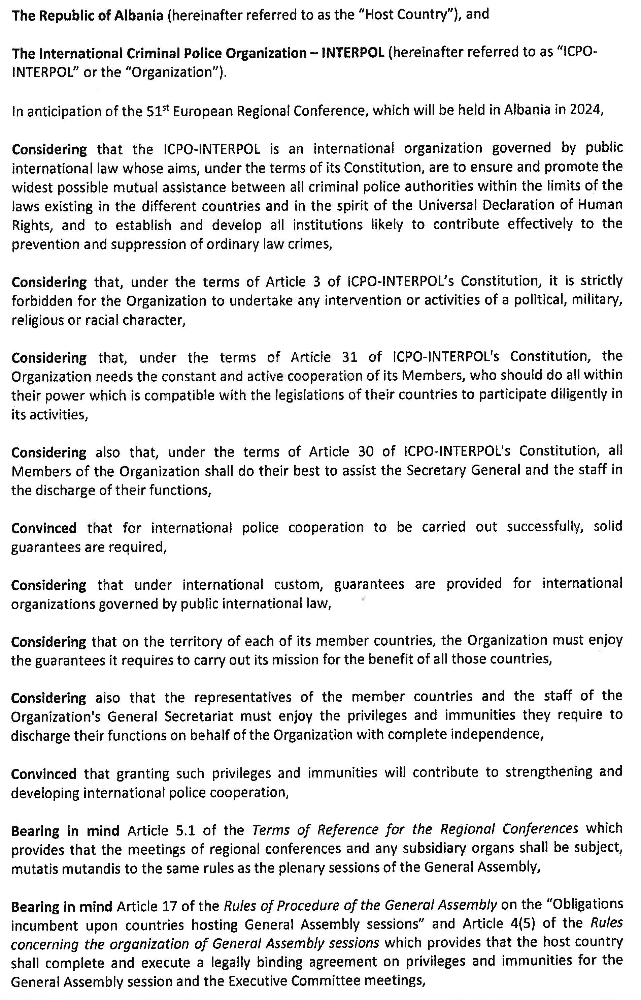 The Republic of Albania (hereinafter referred to as the “Host Country”), and
The International Criminal Police Organization – INTERPOL (hereinafter referred to as “ICPO-
INTERPOL” or the “Organization”).
In anticipation of the 51st European Regional Conference, which will be held in Albania in 2024,
Considering that the ICPO-INTERPOL is an international organization governed by public
international law whose aims, under the terms of its Constitution, are to ensure and promote the
widest possible mutual assistance between all criminal police authorities within the limits of the
laws existing in the different countries and in the spirit of the Universal Declaration of Human
Rights, and to establish and develop all institutions likely to contribute effectively to the
prevention and suppression of ordinary law crimes,
Considering that, under the terms of Article 3 of ICPO-INTERPOL’s Constitution, it is strictly
forbidden for the Organization to undertake any intervention or activities of a political, military,
religious or racial character,
Considering that, under the terms of Article 31 of ICPO-INTERPOL's Constitution, the
Organization needs the constant and active cooperation of its Members, who should do all within
their power which is compatible with the legislations of their countries to participate diligently in
its activities,
Considering also that, under the terms of Article 30 of ICPO-INTERPOL's Constitution, all
Members of the Organization shall do their best to assist the Secretary General and the staff in
the discharge of their functions,
Convinced that for international police cooperation to be carried out successfully, solid
guarantees are required,
Considering that under international custom, guarantees are provided for international
organizations governed by public international law,
Considering that on the territory of each of its member countries, the Organization must enjoy
the guarantees it requires to carry out its mission for the benefit of all those countries,
Considering also that the representatives of the member countries and the staff of the
Organization's General Secretariat must enjoy the privileges and immunities they require to
discharge their functions on behalf of the Organization with complete independence,
Convinced that granting such privileges and immunities will contribute to strengthening and
developing international police cooperation,
Bearing in mind Article 5.1 of the Terms of Reference for the Regional Conferences which
provides that the meetings of regional conferences and any subsidiary organs shall be subject,
mutatis mutandis to the same rules as the plenary sessions of the General Assembly,
Bearing in mind Article 17 of the Rules of Procedure of the General Assembly on the “Obligations
incumbent upon countries hosting General Assembly sessions” and Article 4(5) of the Rules
concerning the organization of General Assembly sessions which provides that the host country
shall complete and execute a legally binding agreement on privileges and immunities for the
General Assembly session and the Executive Committee meetings,